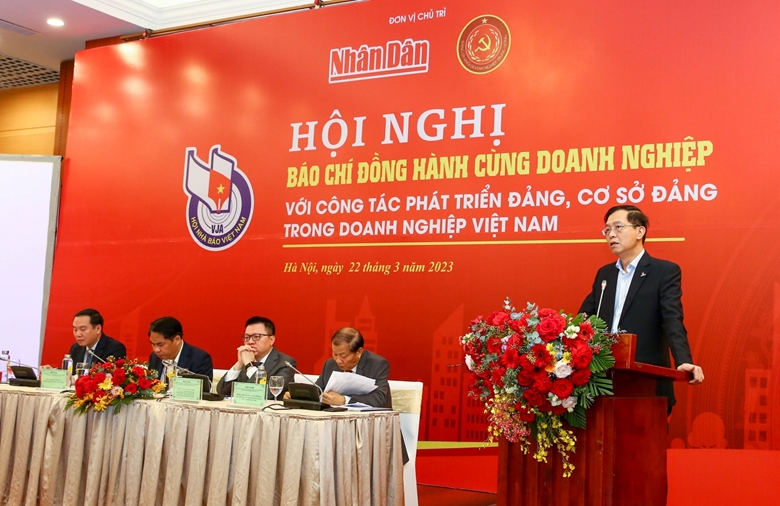 ĐƠN VỊ CHỦ TRÌ
Nhân Dân
HỘI NGHỊ
BÁO CHÍ ĐỒNG HÀNH CÙNG DOANH NGHIỆP
VỚI CÔNG TÁC PHÁT TRIỂN ĐẢNG, CƠ SỞ ĐẢNG
TRONG DOANH NGHIỆP VIỆT NAM
Hà Nội, ngày 22 tháng 3 năm 2023
VJA
HỘI NHÀ BÁO VIỆT NAM